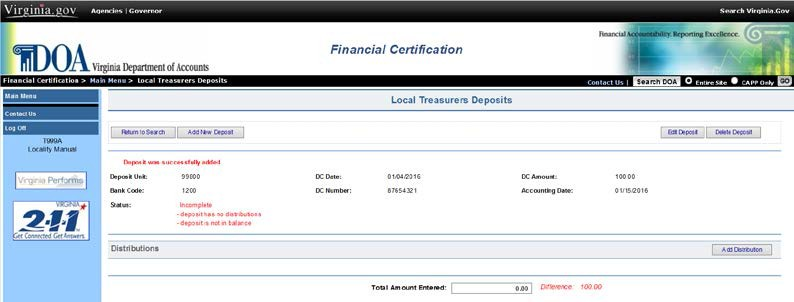 Virginia.gov Agencies | Governor Search Virginia.Gov
Financial Accountability. Reporting Excellence.
DOA Virginia Department of Accounts
Financial Certification
Financial Certification > Main Menu > Local Treasurers Deposits
Contact Us | Search DOA Entire Site CAPP Only GO
Main Menu
Contact Us
Log Off
T999A
Locality Manual
Virginia Performs
VIRGINIA
2-1-1
Get Connected. Get Answers.
Local Treasurers Deposits
Return to Search Add New Deposit Edit Deposit Delete Deposit
Deposit was successfully added
Deposit Unit: 99000 DC Date: 01/04/2016 DC Amount: 100.00
Bank Code: 1200 DC Number: 87654321 Accounting Date: 01/15/2016
Status: Incomplete
- deposit has no distributions
- deposit is not in balance
Distributions Add Distribution
Total Amount Entered: 0.00 Difference: 100.00